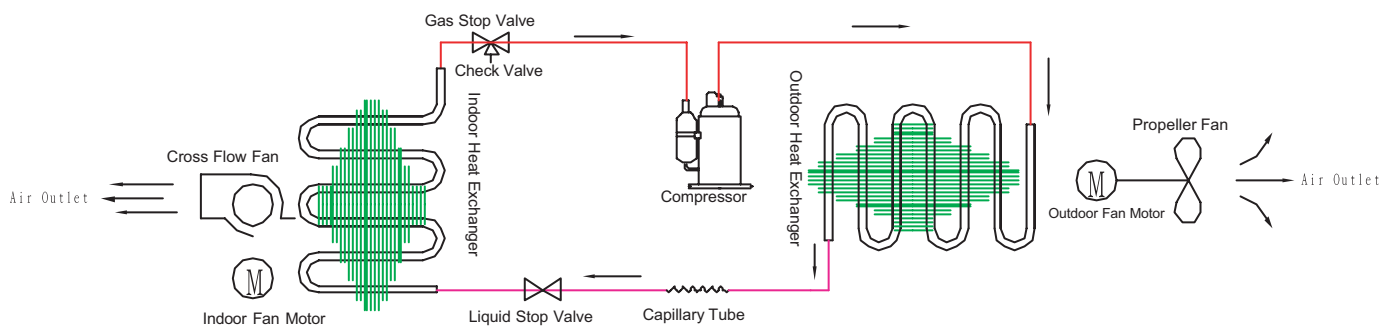 Gas Stop Valve
Check Valve
Indoor Heat Exchanger
Outdoor Heat Exchanger
Propeller Fan
Cross Flow Fan
Air Outlet
M
Compressor
Air Outlet
Outdoor Fan Motor
M
Indoor Fan Motor
Liquid Stop Valve
Capillary Tube